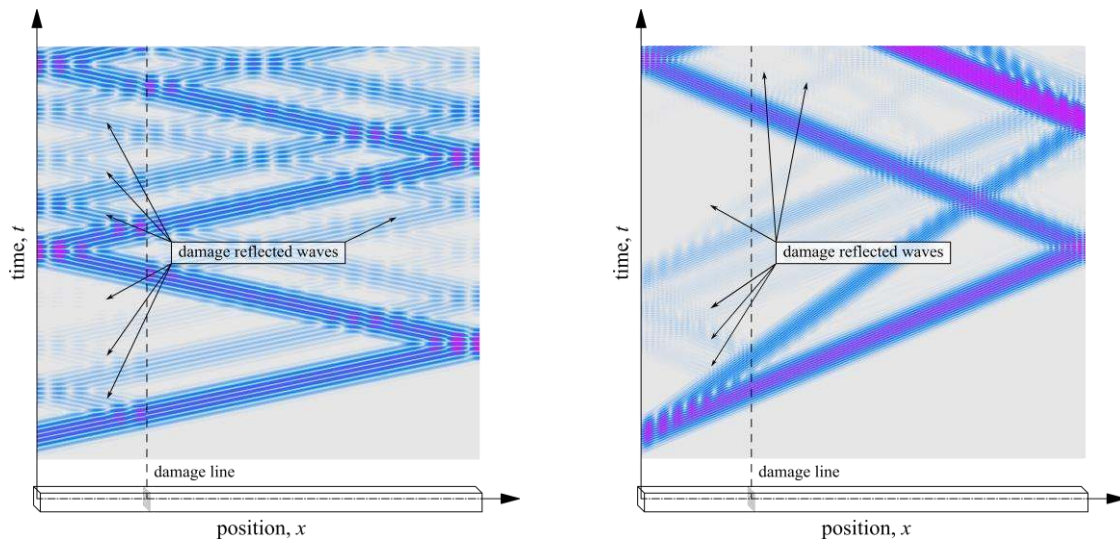 time, t
damage reflected waves
damage line
position, x
time, t
damage reflected waves
damage line
position, x